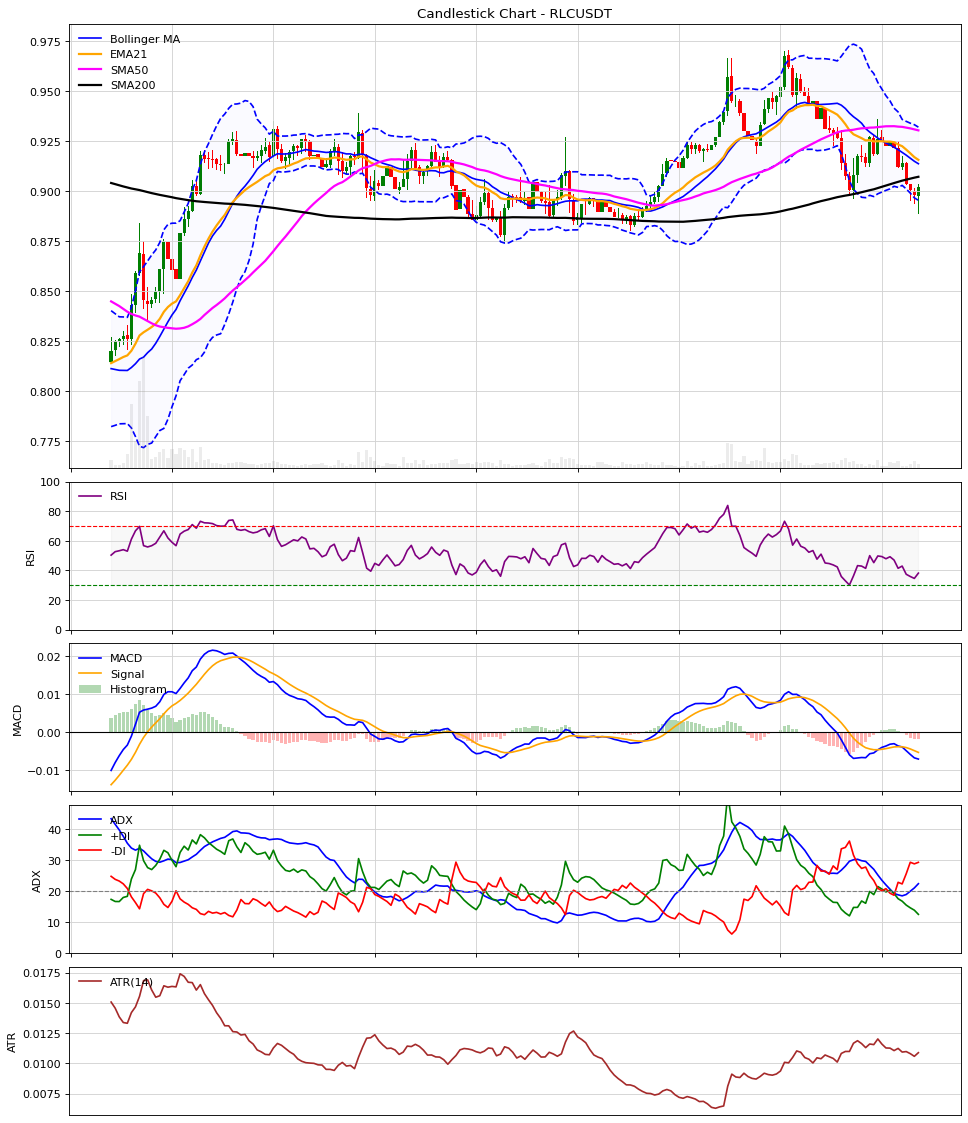 Candlestick Chart - RLCUSDT
Bollinger MA
EMA21
SMA50
SMA200
0.975
0.950
0.925
0.900
0.875
0.850
0.825
0.800
0.775
RSI
RSI
100
80
60
40
20
0
MACD
Signal
Histogram
MACD
0.02
0.01
0.00
−0.01
ADX
+DI
-DI
ADX
40
30
20
10
0
ATR(14)
ATR
0.0175
0.0150
0.0125
0.0100
0.0075